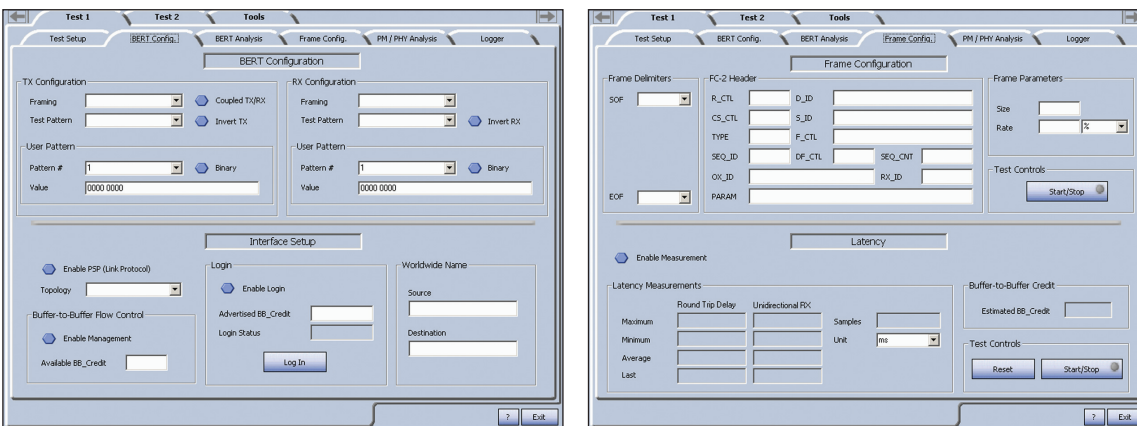 Test 1 Test 2 Tools
Test Setup BERT Config. BERT Analysis Frame Config. PM / PHY Analysis Logger
BERT Configuration
TX Configuration
Framing
Coupled TX/RX
Test Pattern
Invert TX
User Pattern
Pattern # 1
Binary
Value 0000 0000
RX Configuration
Framing
Test Pattern
Invert RX
User Pattern
Pattern # 1
Binary
Value 0000 0000
Interface Setup
Enable PSP (Link Protocol)
Topology
Buffer-to-Buffer Flow Control
Enable Management
Available BB_Credit
Login
Enable Login
Advertised BB_Credit
Login Status
Log In
Worldwide Name
Source
Destination
? Exit
Test 1 Test 2 Tools
Test Setup BERT Config. BERT Analysis Frame Config. PM / PHY Analysis Logger
Frame Configuration
Frame Delimiters
SOF
EOF
FC-2 Header
R_CTL D_ID
CS_CTL S_ID
TYPE F_CTL
SEQ_ID DF_CTL SEQ_CNT
OX_ID RX_ID
PARAM
Frame Parameters
Size
Rate %
Test Controls
Start/Stop
Latency
Enable Measurement
Latency Measurements
Round Trip Delay Unidirectional RX
Maximum Samples
Minimum Unit ms
Average
Last
Buffer-to-Buffer Credit
Estimated BB_Credit
Test Controls
Reset Start/Stop
? Exit